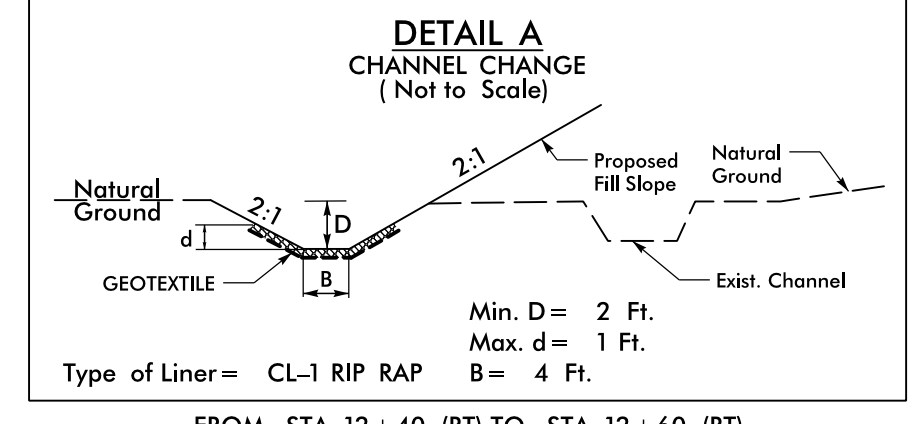 DETAIL A
CHANNEL CHANGE
( Not to Scale)
Natural
Ground
2:1
D
d
B
GEOTEXTILE
2:1
Proposed
Fill Slope
Natural
Ground
Exist. Channel
Min. D= 2 Ft.
Max. d= 1 Ft.
Type of Liner= CL-1 RIP RAP B= 4 Ft.